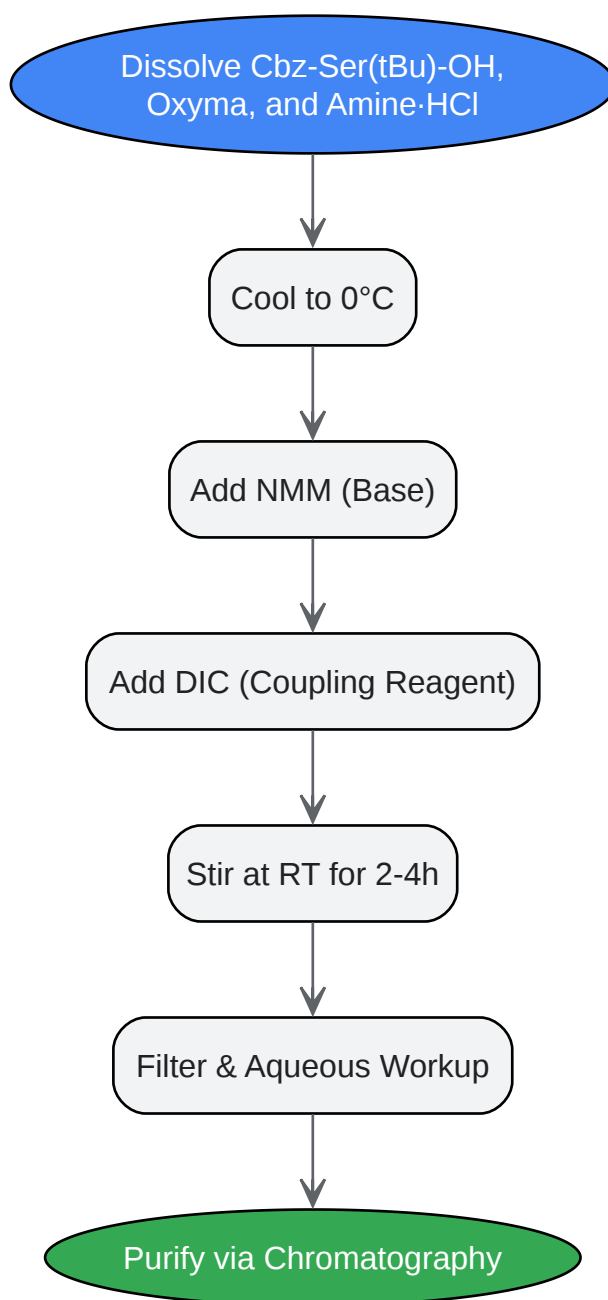 Dissolve Cbz-Ser(tBu)-OH,
Oxyma, and Amine·HCl
Cool to 0°C
Add NMM (Base)
Add DIC (Coupling Reagent)
Stir at RT for 2-4h
Filter & Aqueous Workup
Purify via Chromatography